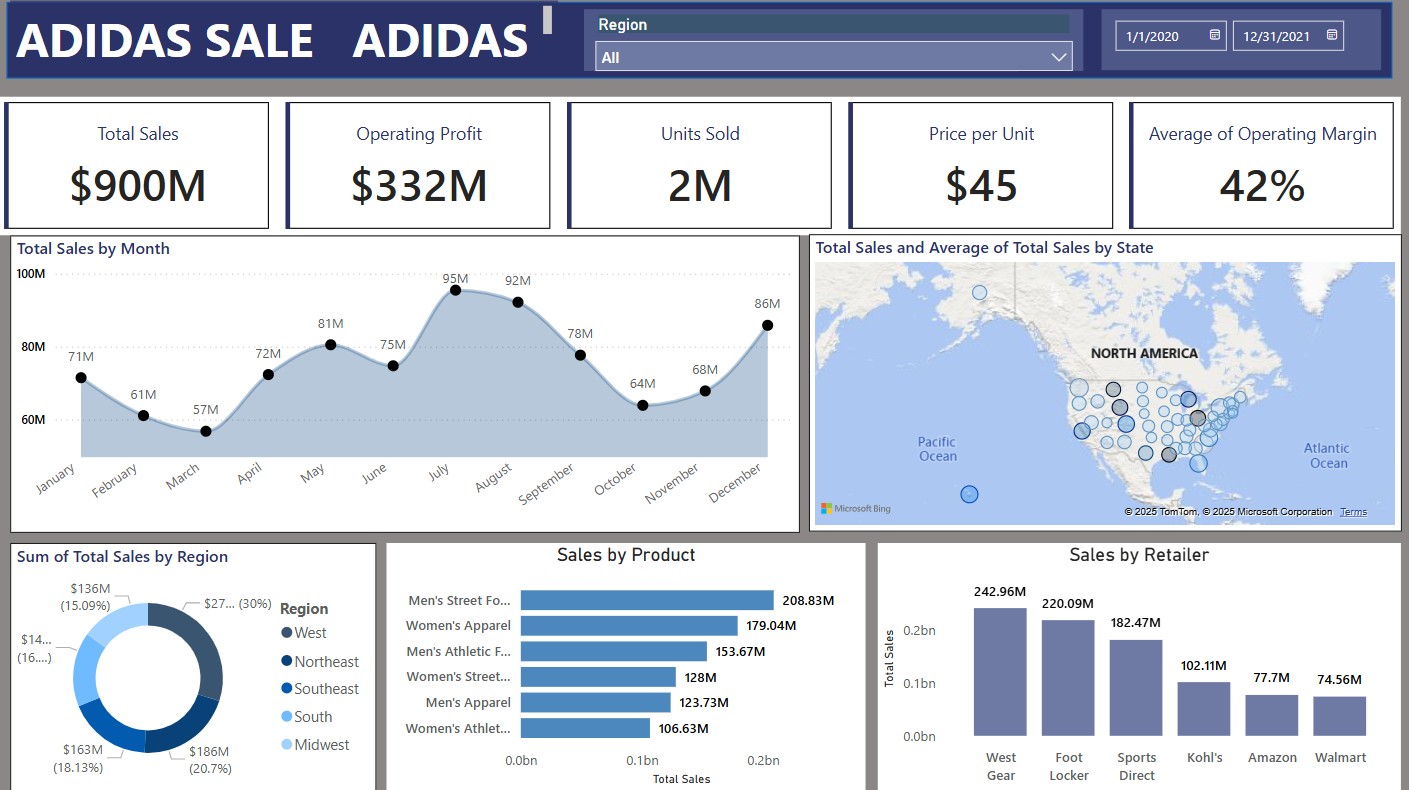 ADIDAS SALE ADIDAS
Region
All
1/1/2020
12/31/2021
Total Sales
$900M
Operating Profit
$332M
Units Sold
2M
Price per Unit
$45
Average of Operating Margin
42%
Total Sales by Month
100M
80M
60M
71M
61M
57M
72M
81M
75M
95M
92M
78M
64M
68M
86M
January
February
March
April
May
June
July
August
September
October
November
December
Total Sales and Average of Total Sales by State
NORTH AMERICA
Pacific
Ocean
Atlantic
Ocean
Microsoft Bing
© 2025 TomTom, © 2025 Microsoft Corporation Terms
Sum of Total Sales by Region
$136M
(15.09%)
$27... (30%)
$14...
(16....)
$163M
(18.13%)
$186M
(20.7%)
Region
West
Northeast
Southeast
South
Midwest
Sales by Product
Men's Street Fo... 208.83M
Women's Apparel 179.04M
Men's Athletic F... 153.67M
Women's Street... 128M
Men's Apparel 123.73M
Women's Athlet... 106.63M
0.0bn 0.1bn 0.2bn
Total Sales
Sales by Retailer
Total Sales
0.2bn
0.1bn
0.0bn
242.96M
220.09M
182.47M
102.11M
77.7M
74.56M
West
Gear
Foot
Locker
Sports
Direct
Kohl's
Amazon
Walmart